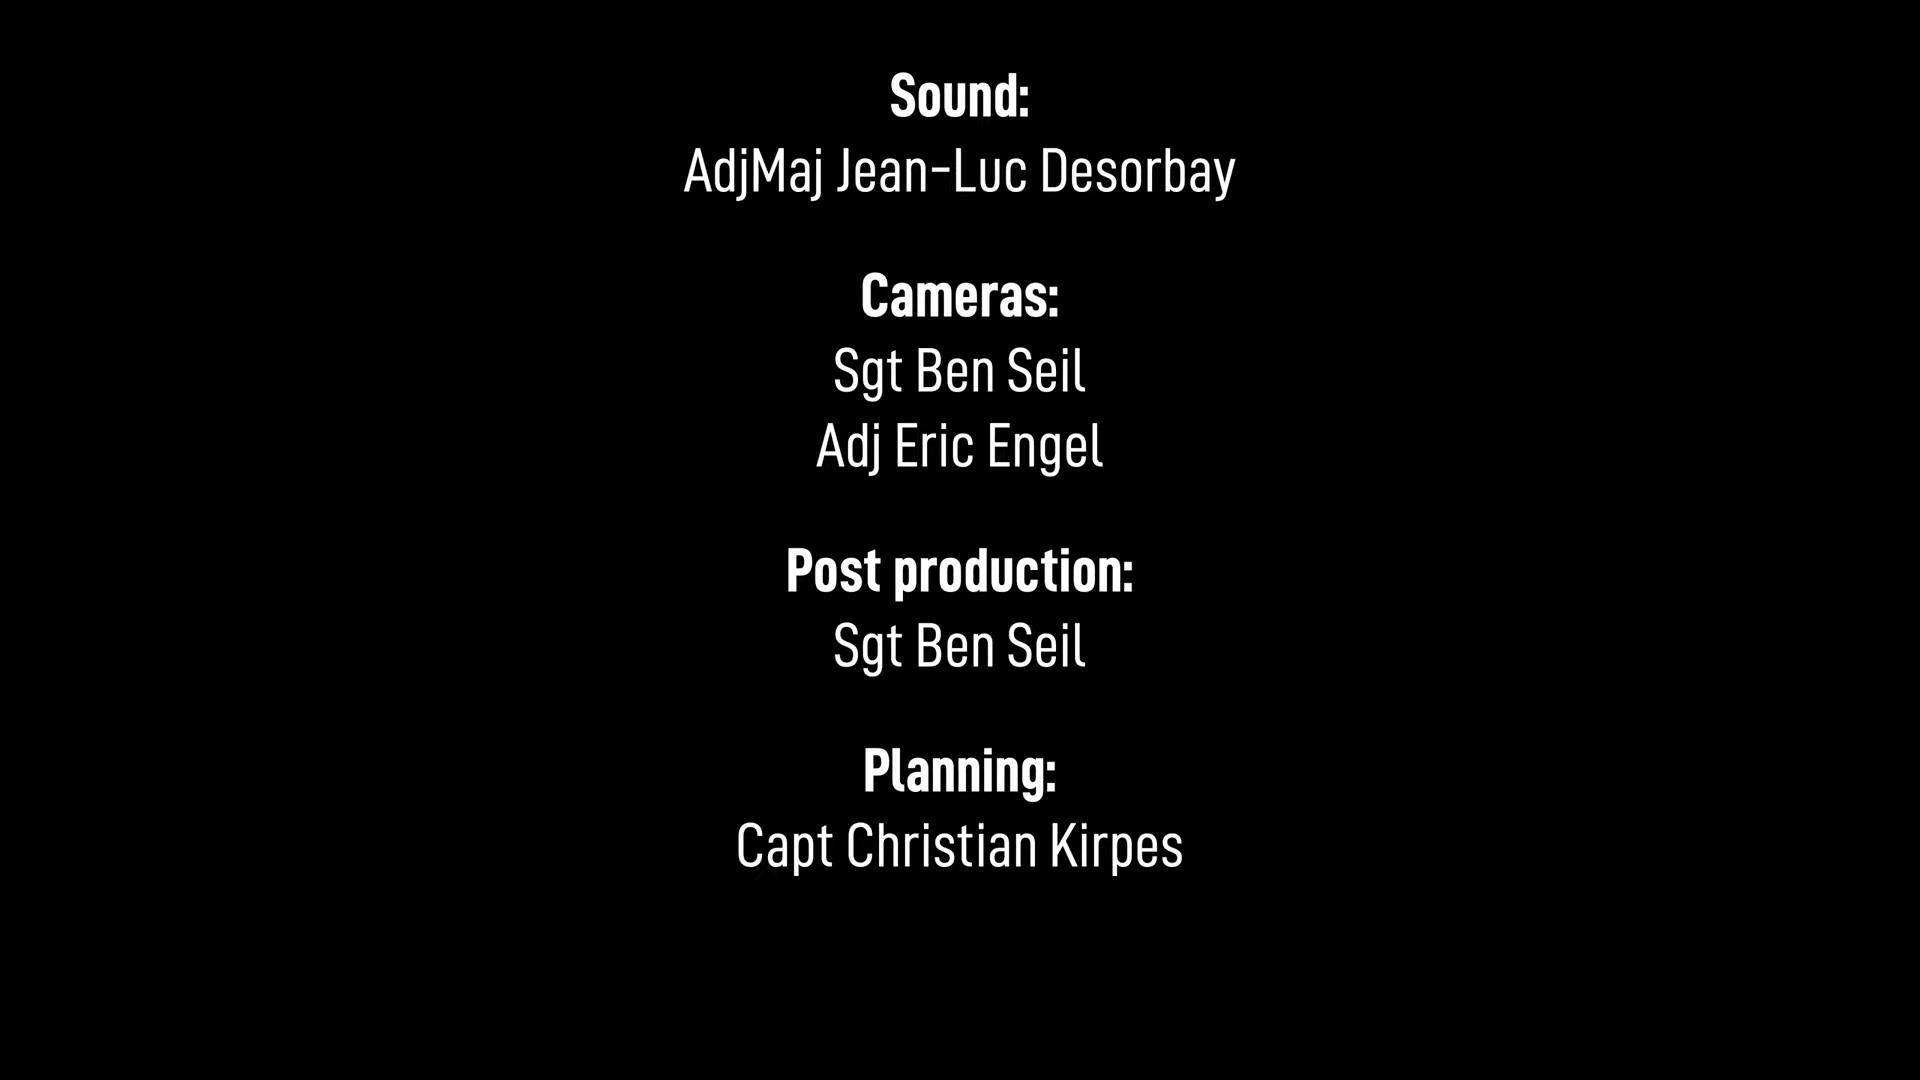 Sound:
AdjMaj Jean-Luc Desorbay
Cameras:
Sgt Ben Seil
Adj Eric Engel
Post production:
Sgt Ben Seil
Planning:
Capt Christian Kirpes